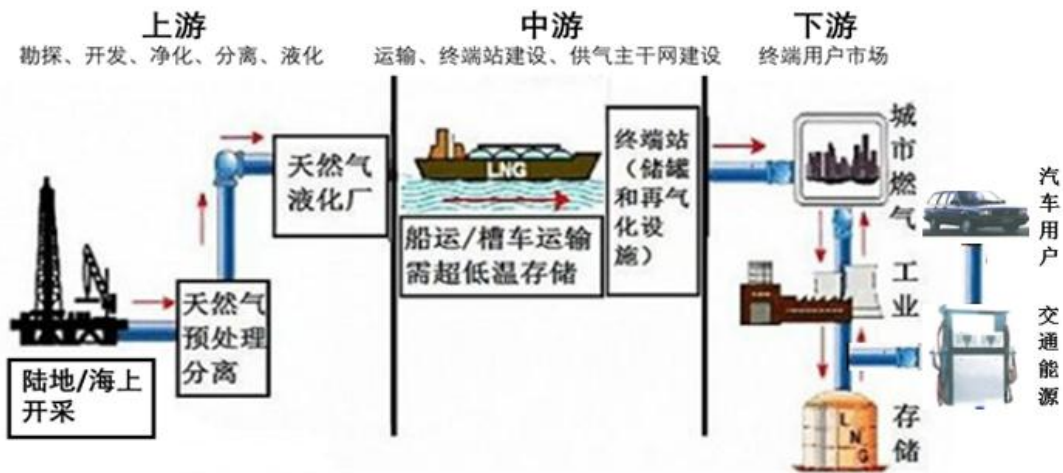 上游
勘探、开发、净化、分离、液化
中游
运输、终端站建设、供气主干网建设
下游
终端用户市场
陆地/海上
开采
天然气
预处理
分离
天然气
液化厂
LNG
船运/槽车运输
需超低温存储
终端站
（储罐
和再气
化设
施）
城市燃气
工业
存储
LNG
汽车用户
交通能源